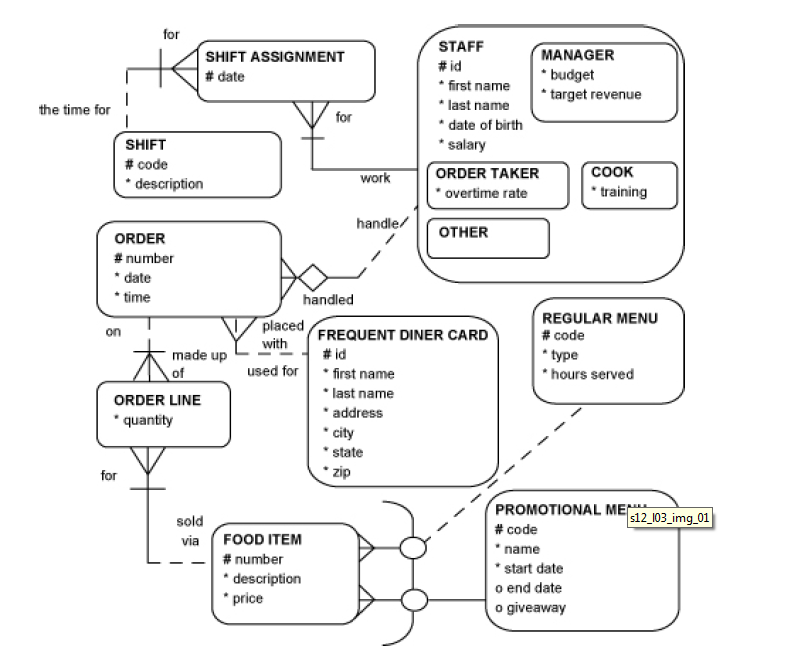 for
SHIFT ASSIGNMENT
# date
the time for
for
SHIFT
# code
* description
work
STAFF
# id
* first name
* last name
* date of birth
* salary
MANAGER
* budget
* target revenue
ORDER TAKER
* overtime rate
COOK
* training
OTHER
handle
handled
ORDER
# number
* date
* time
on
made up
of
placed
with
used for
FREQUENT DINER CARD
# id
* first name
* last name
* address
* city
* state
* zip
REGULAR MENU
# code
* type
* hours served
ORDER LINE
* quantity
for
sold
via
FOOD ITEM
# number
* description
* price
PROMOTIONAL
s12_l03_img_01
# code
* name
* start date
o end date
o giveaway